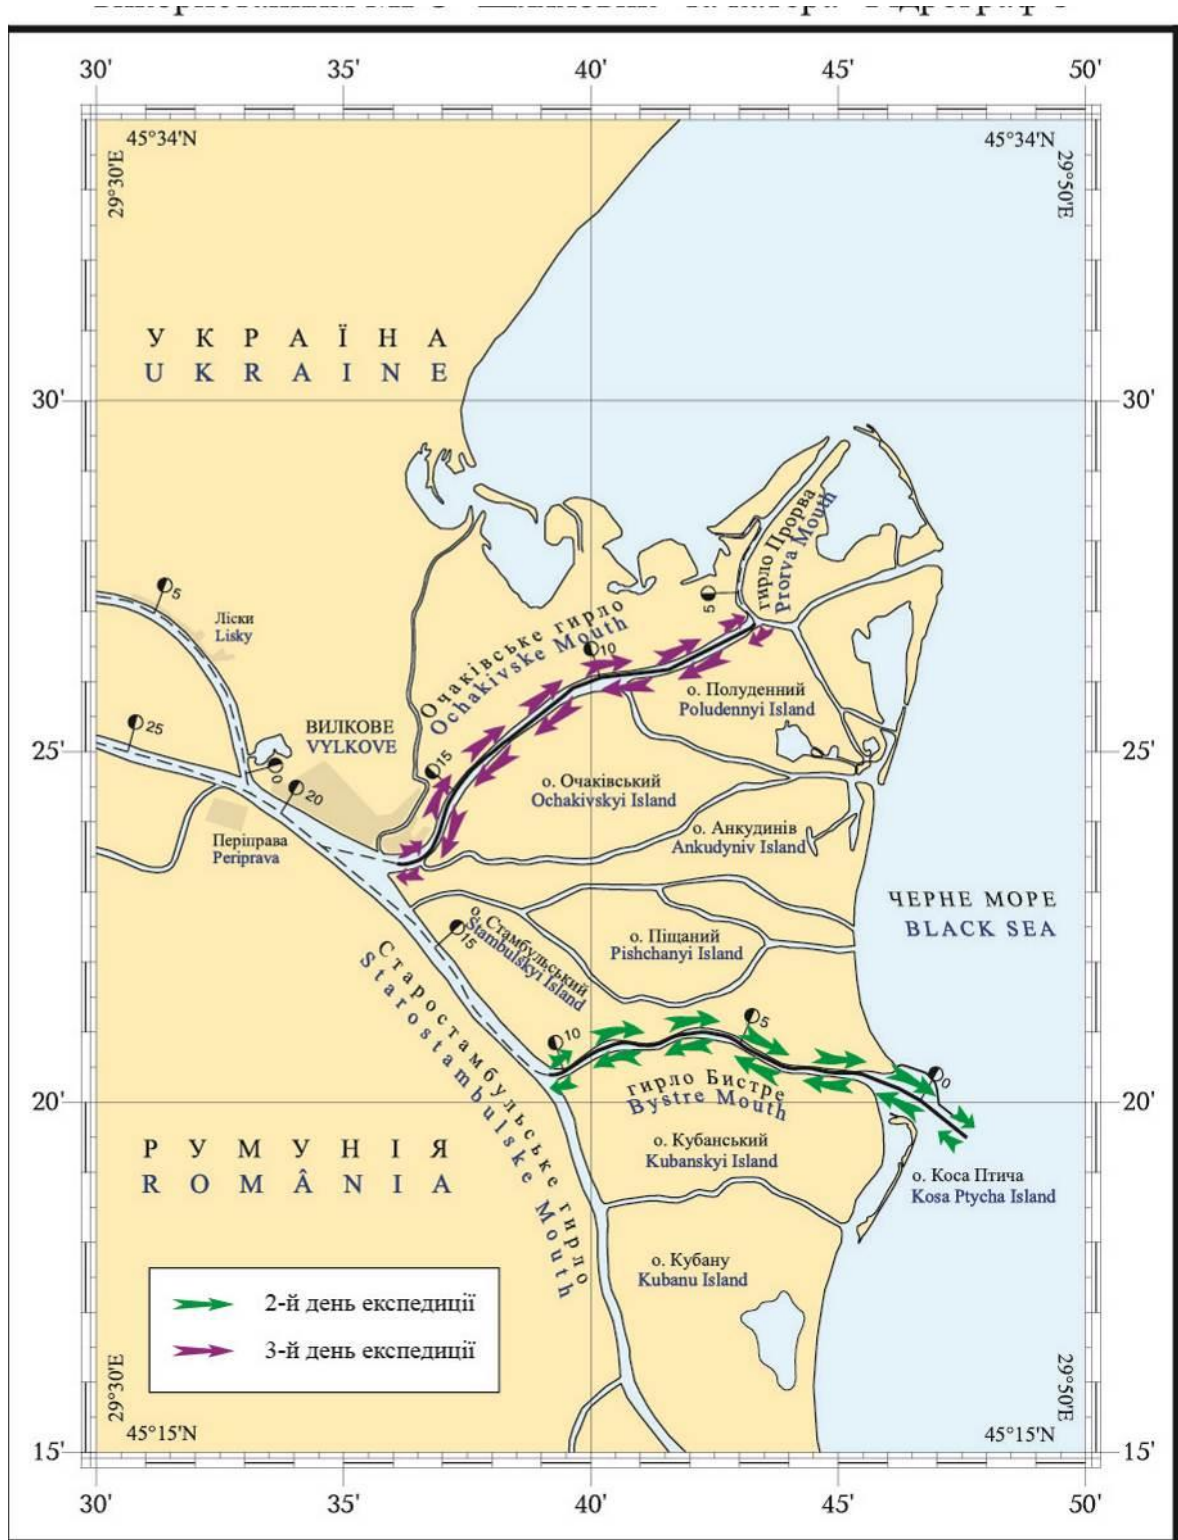 30' 35' 40' 45' 50'
45°34'N 45°34'N
29°30'E 29°50'E
УКРАЇНА
UKRAINE
30' 30'
гирло Прорва
Prorva Mouth
5
Ліски
Lisky
5
Очаківське гирло
Ochakivske Mouth
10
о. Полуденний
Poludennyi Island
25
ВИЛКОВЕ
VYLKOVE
25' 25'
0
20
15
о. Очаківський
Ochakivskyi Island
Періправа
Periprava
о. Анкудинів
Ankudyniv Island
ЧЕРНЕ МОРЕ
BLACK SEA
о. Стамбульський
Stambulskyi Island
15
о. Піщаний
Pishchanyi Island
Старостамбульське гирло
Starostambulske Mouth
10
5
0
гирло Бистре
Bystre Mouth
20' 20'
РУМУНІЯ
ROMÂNIA
о. Кубанський
Kubanskyi Island
о. Коса Птича
Kosa Ptycha Island
о. Кубану
Kubanu Island
2-й день експедиції
3-й день експедиції
29°30'E 29°50'E
45°15'N 45°15'N
15' 15'
30' 35' 40' 45' 50'